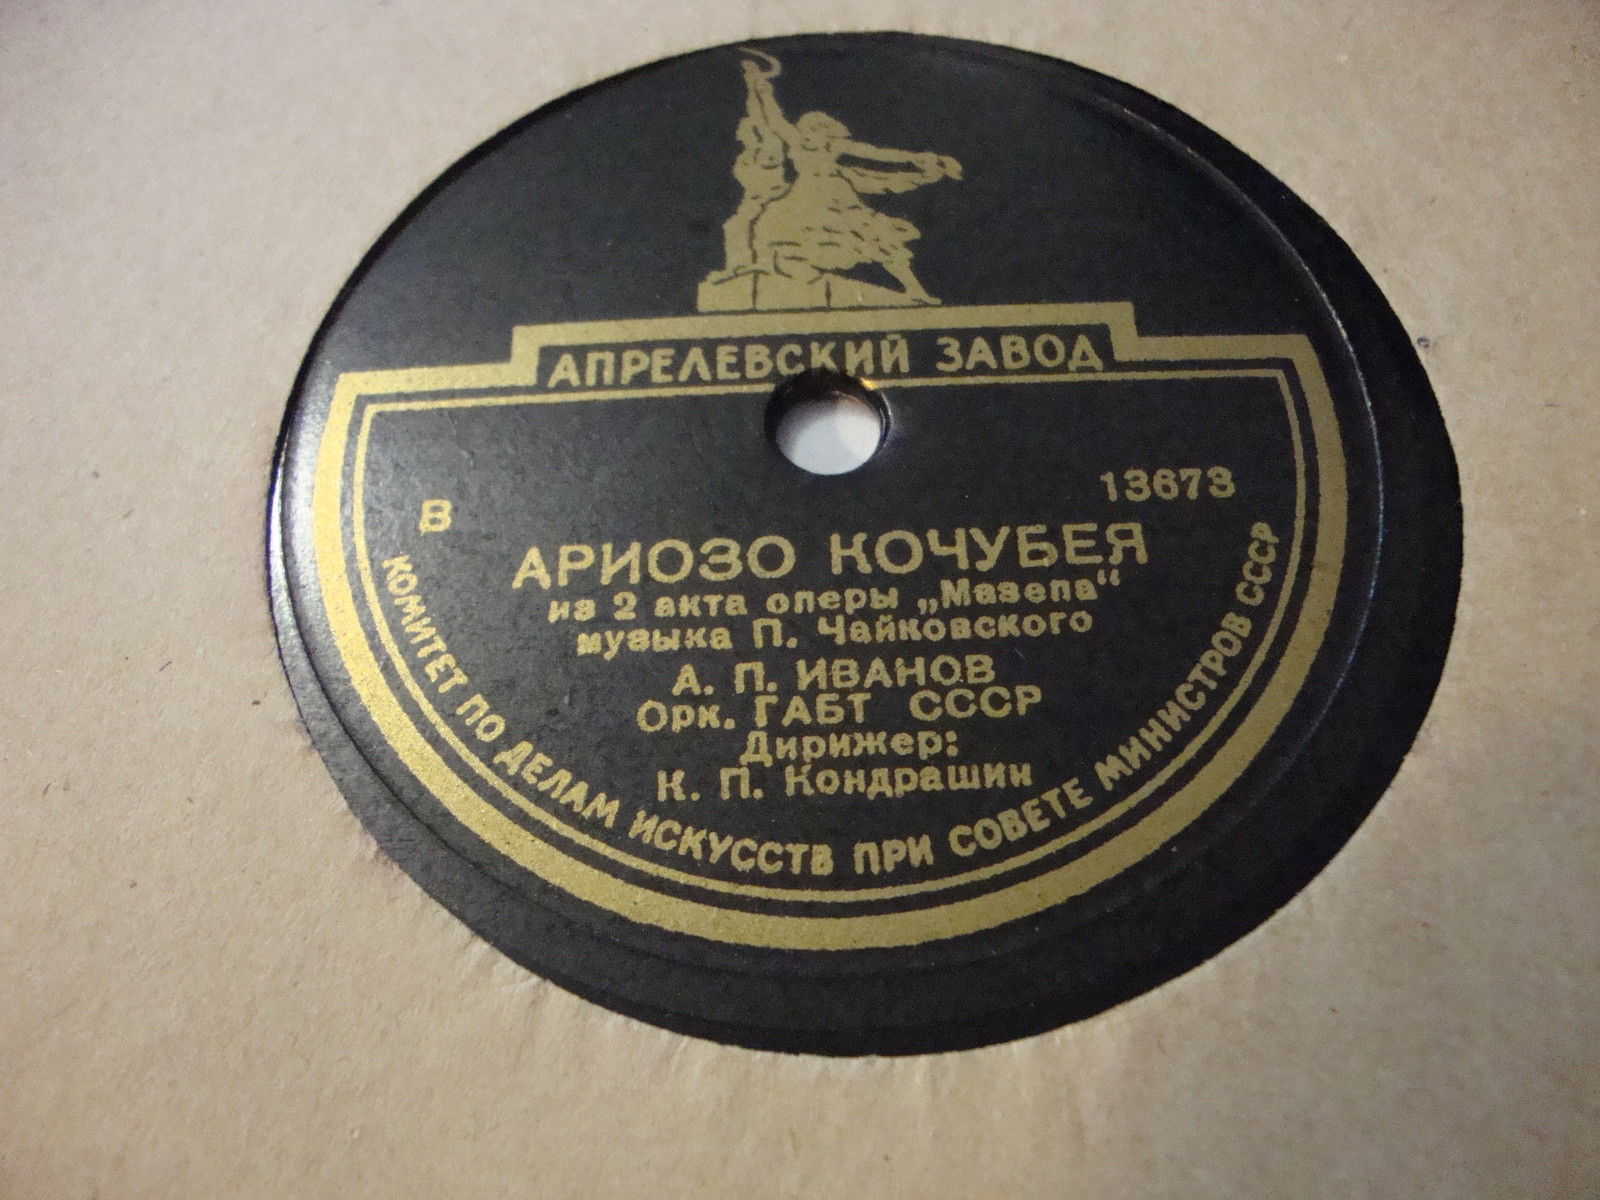 АПРЕЛЕВСКИЙ ЗАВОД
В
13673
АРИОЗО КОЧУБЕЯ
из 2 акта оперы „Мазепа“
музыка П. Чайковского
А. П. ИВАНОВ
Орк. ГАБТ СССР
Дирижер:
К. П. Кондрашин
КОМИТЕТ ПО ДЕЛАМ ИСКУССТВ ПРИ СОВЕТЕ МИНИСТРОВ СССР